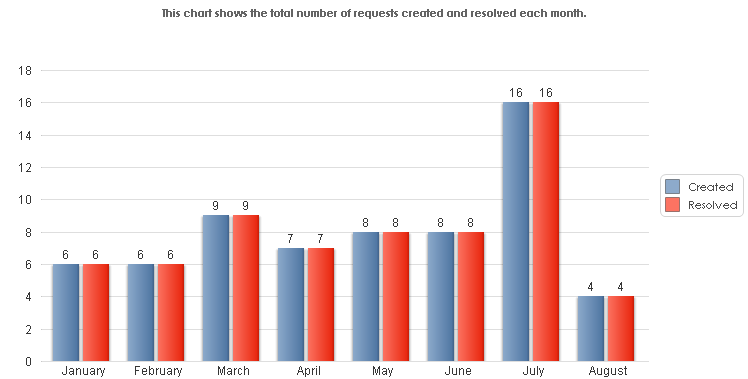 This chart shows the total number of requests created and resolved each month.
18
16
14
12
10
8
6
4
2
0
6 6 6 6 9 9 7 7 8 8 8 8 16 16 4 4
January February March April May June July August
Created
Resolved